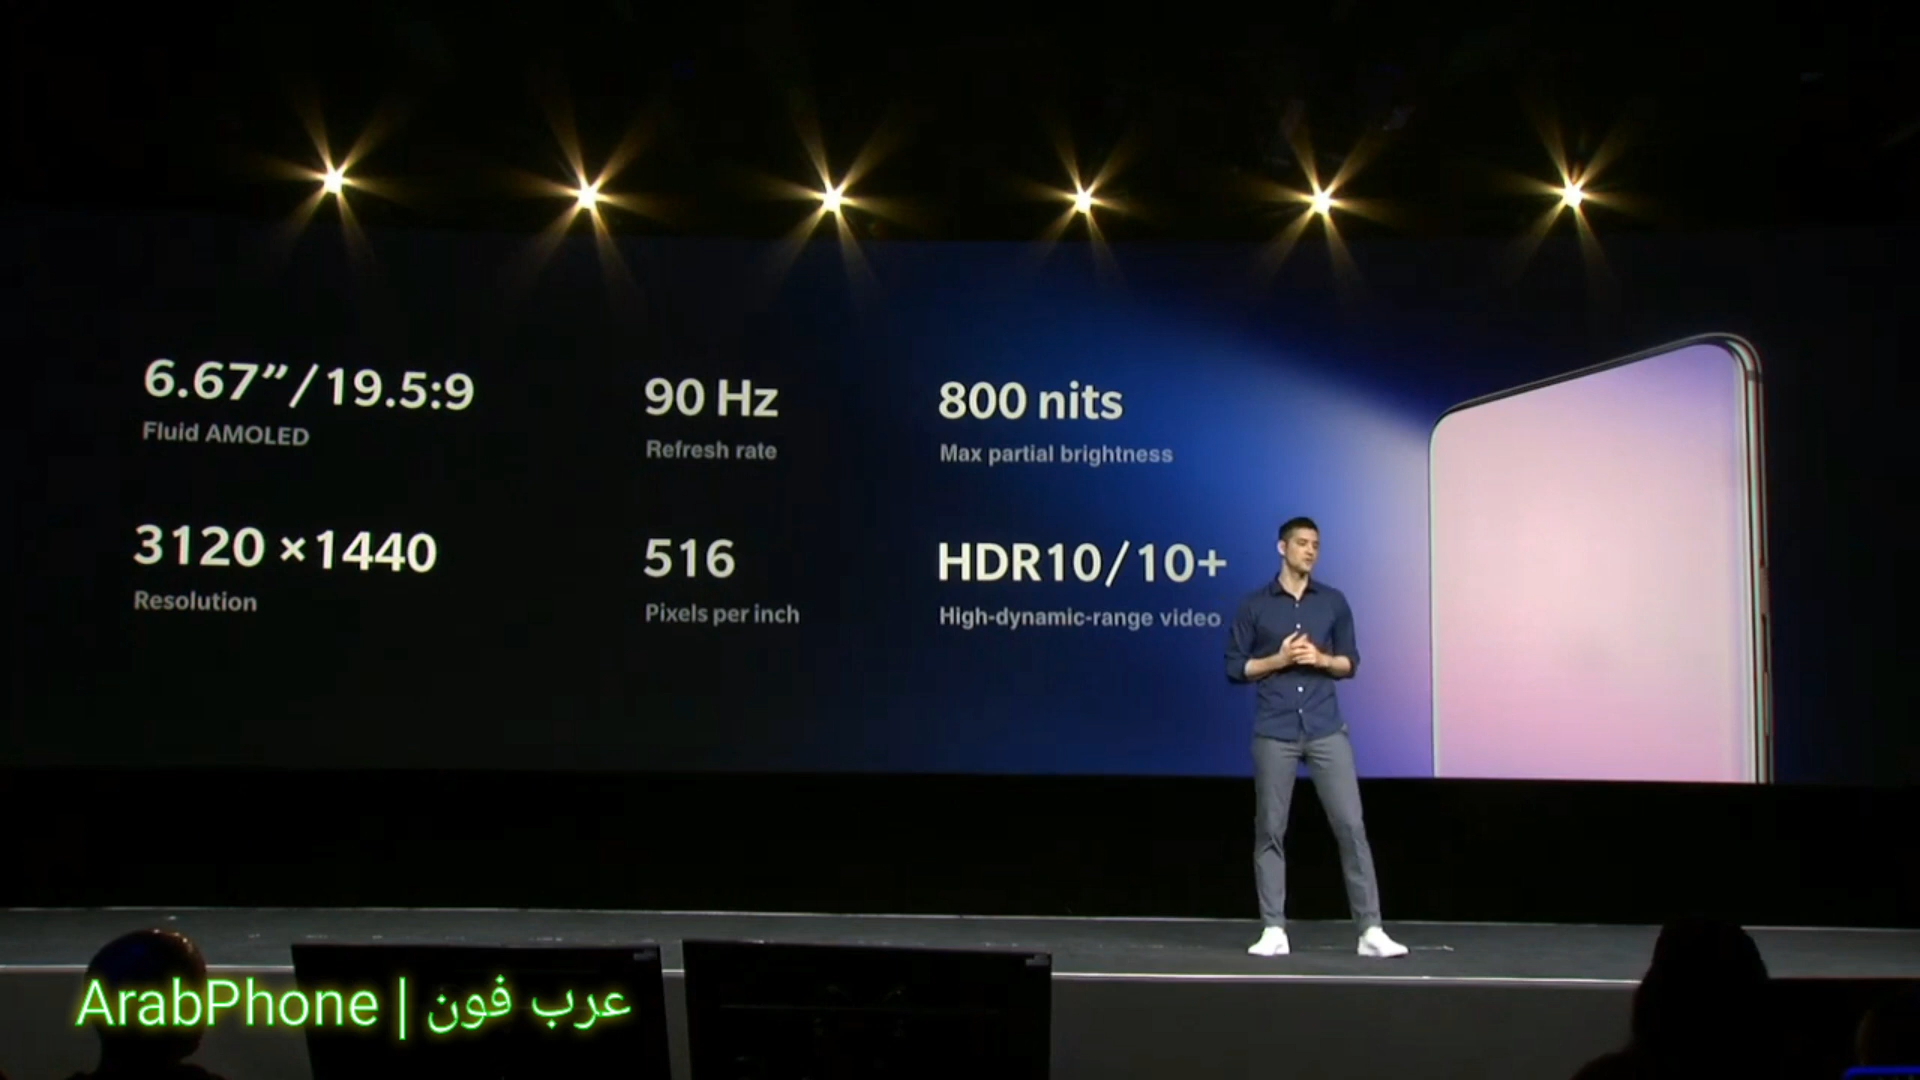 6.67”/19.5:9
Fluid AMOLED
90 Hz
Refresh rate
800 nits
Max partial brightness
3120 × 1440
Resolution
516
Pixels per inch
HDR10/10+
High-dynamic-range video
ArabPhone | عرب فون